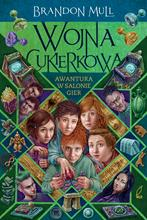 BRANDON MULL
WOJNA
CUKIERKOWA
AWANTURA
W SALONIE
GIER